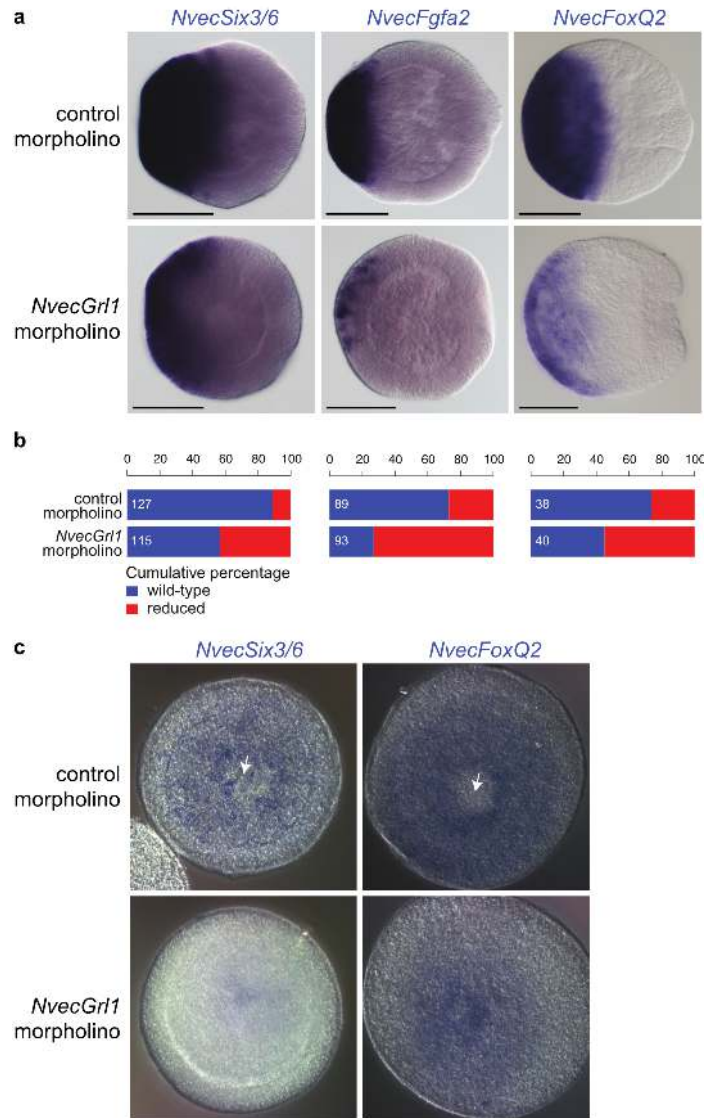 a
NvecSix3/6 NvecFgfa2 NvecFoxQ2
control
morpholino
NvecGrl1
morpholino
b
0 20 40 60 80 100 0 20 40 60 80 100 0 20 40 60 80 100
control
morpholino
127 89 38
NvecGrl1
morpholino
115 93 40
Cumulative percentage
wild-type
reduced
c
NvecSix3/6 NvecFoxQ2
control
morpholino
NvecGrl1
morpholino